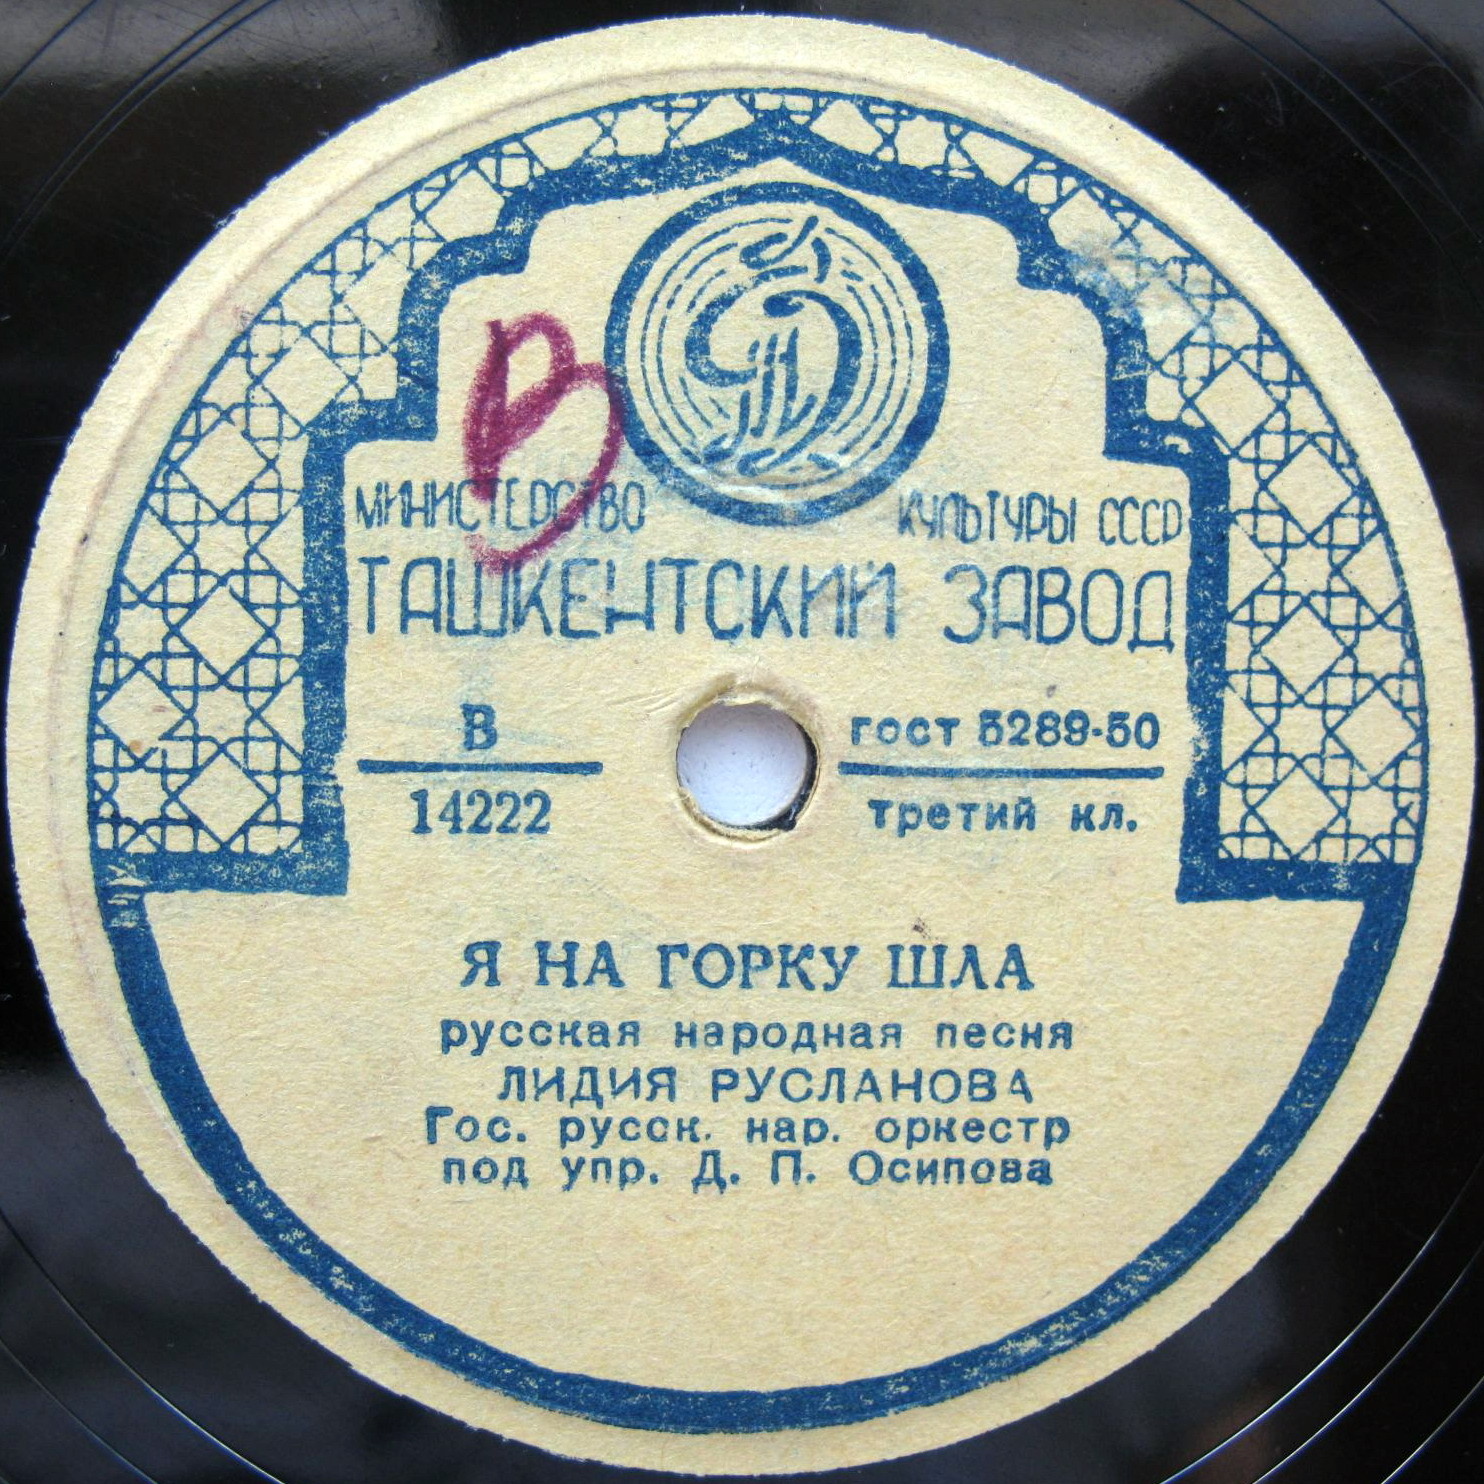 В
МИНИСТЕРСТВО КУЛЬТУРЫ СССР
ТАШКЕНТСКИЙ ЗАВОД
В
14222
гост 5289-50
третий кл.
Я НА ГОРКУ ШЛА
русская народная песня
ЛИДИЯ РУСЛАНОВА
Гос. русск. нар. оркестр
под упр. Д. П. Осипова